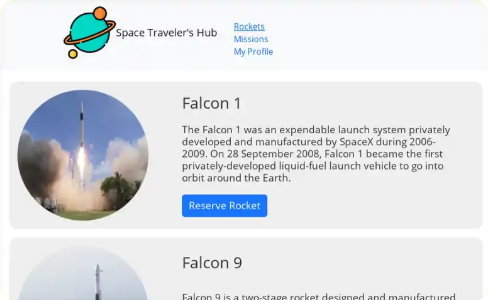 Space Traveler's Hub
Rockets
Missions
My Profile
Falcon 1
The Falcon 1 was an expendable launch system privately
developed and manufactured by SpaceX during 2006-
2009. On 28 September 2008, Falcon 1 became the first
privately-developed liquid-fuel launch vehicle to go into
orbit around the Earth.
Reserve Rocket
Falcon 9
Falcon 9 is a two-stage rocket designed and manufactured